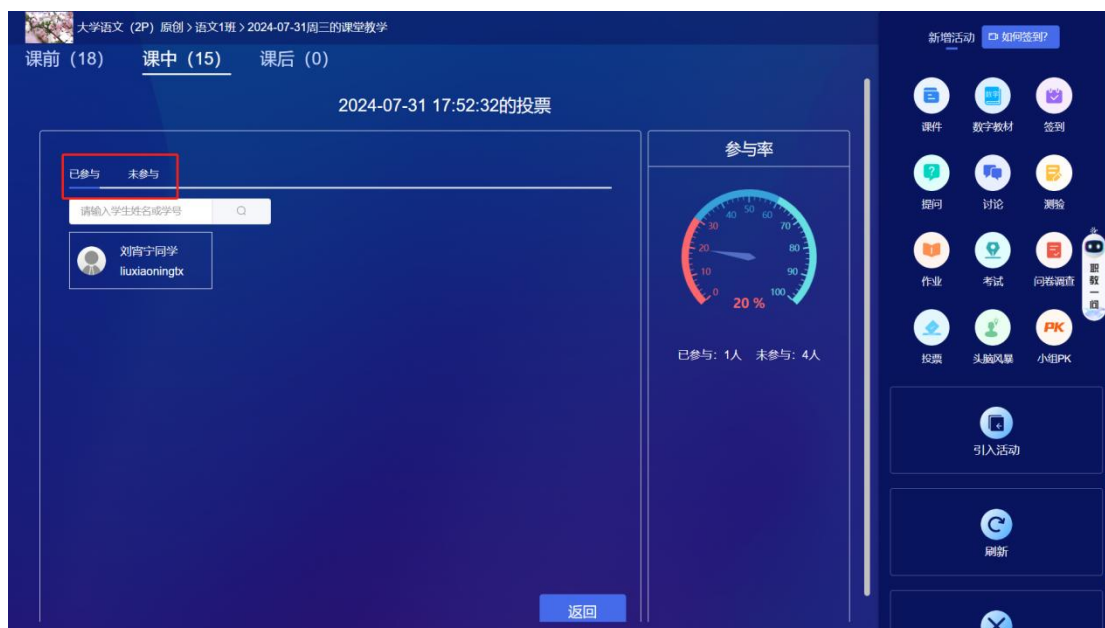 大学语文（2P）原创 > 语文1班 > 2024-07-31周三的课堂教学
课前（18） 课中（15） 课后（0）
2024-07-31 17:52:32的投票
已参与 未参与
请输入学生姓名或学号
刘宵宁同学
liuxiaoningtx
参与率
0 10 20 30 40 50 60 70 80 90 100
20 %
已参与：1人 未参与：4人
返回
新增活动 如何签到?
课件 数字教材 签到
提问 讨论 测验
作业 考试 问卷调查
投票 头脑风暴 小组PK
PK
引入活动
刷新
职教一问